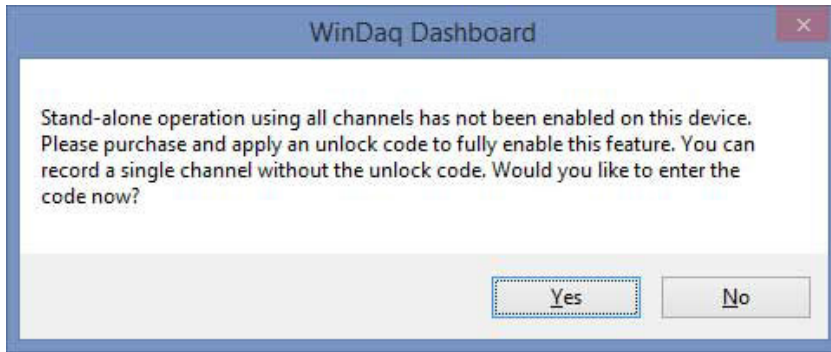 WinDaq Dashboard
Stand-alone operation using all channels has not been enabled on this device.
Please purchase and apply an unlock code to fully enable this feature. You can
record a single channel without the unlock code. Would you like to enter the
code now?
Yes
No